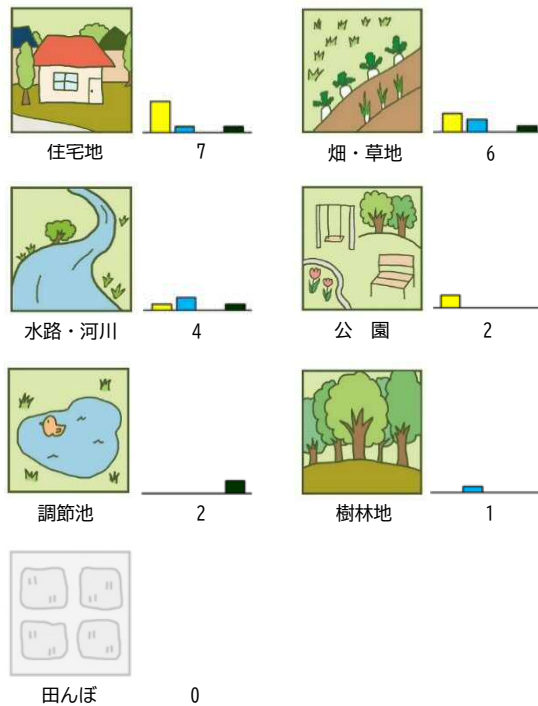 住宅地 7
畑・草地 6
水路・河川 4
公　園 2
調節池 2
樹林地 1
田んぼ 0